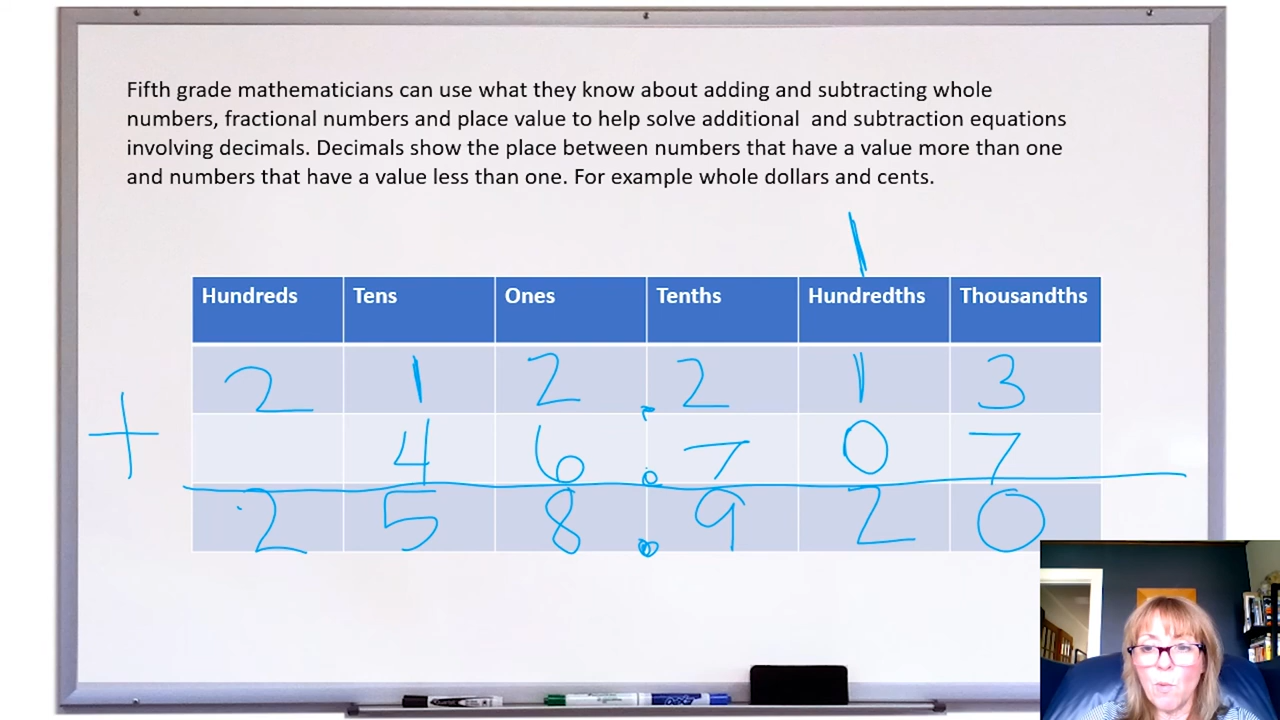 Fifth grade mathematicians can use what they know about adding and subtracting whole
numbers, fractional numbers and place value to help solve additional and subtraction equations
involving decimals. Decimals show the place between numbers that have a value more than one
and numbers that have a value less than one. For example whole dollars and cents.
1
Hundreds Tens Ones Tenths Hundredths Thousandths
2 1 2 . 2 1 3
+ 4 6 . 7 0 7
2 5 8 . 9 2 0